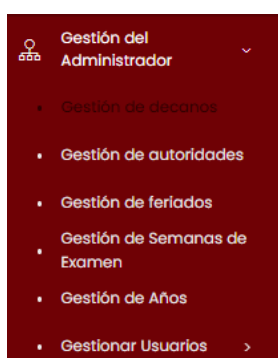 Gestión del
Administrador
Gestión de decanos
Gestión de autoridades
Gestión de feriados
Gestión de Semanas de
Examen
Gestión de Años
Gestionar Usuarios